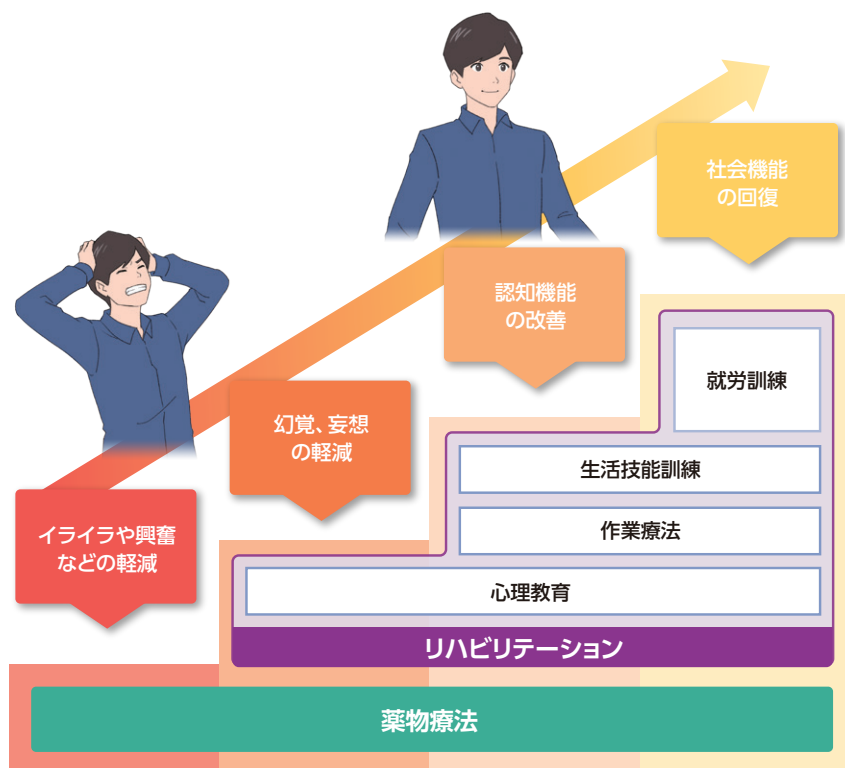 社会機能
の回復
認知機能
の改善
就労訓練
幻覚、妄想
の軽減
生活技能訓練
イライラや興奮
などの軽減
作業療法
心理教育
リハビリテーション
薬物療法